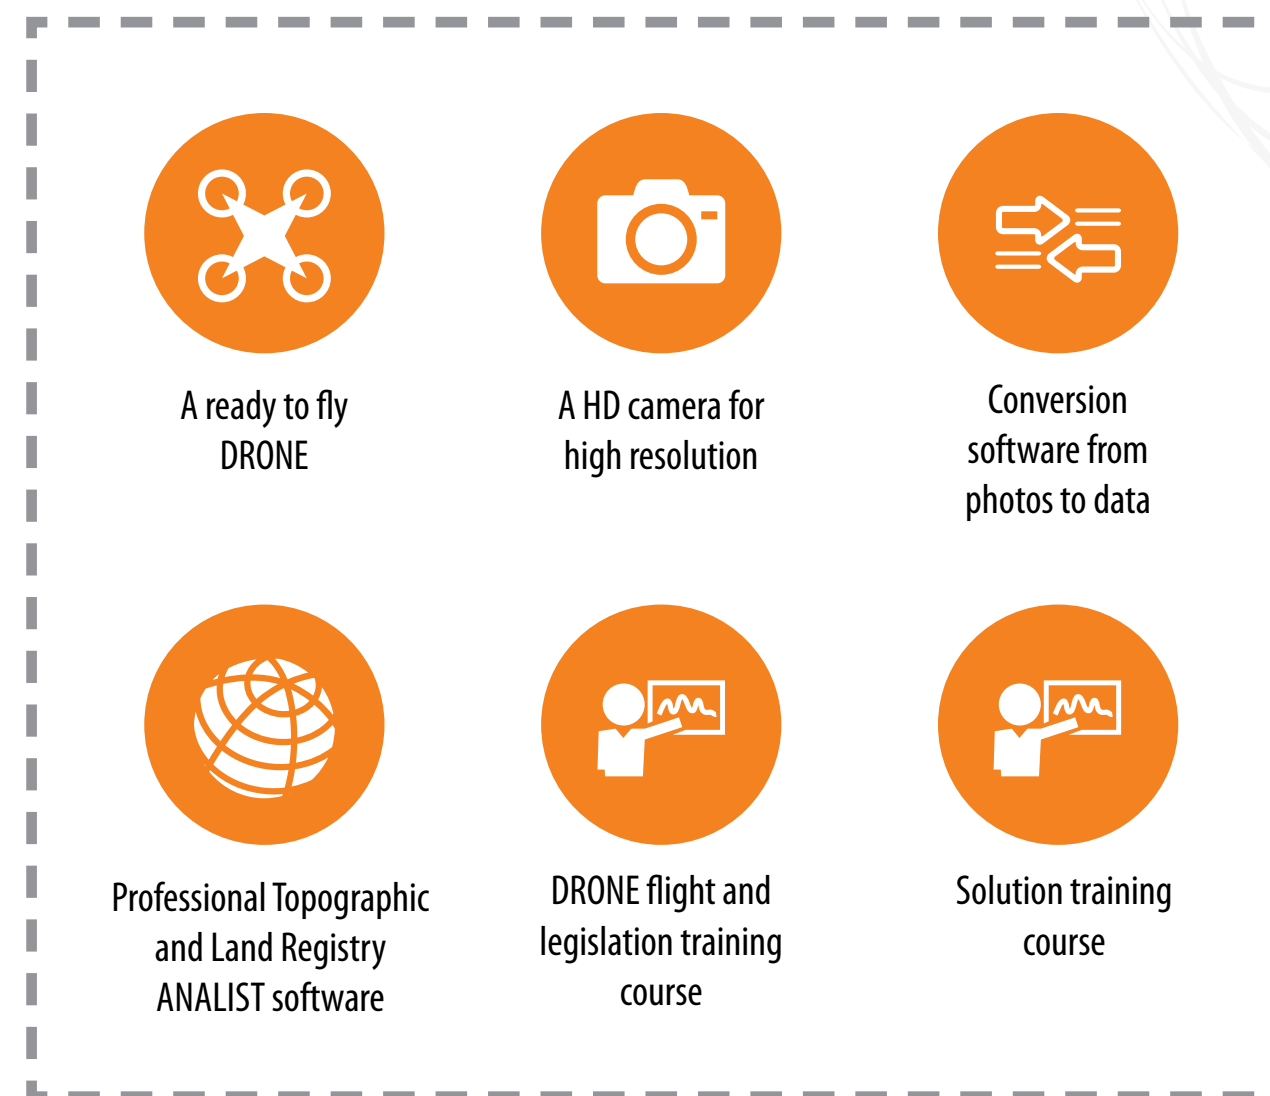 A ready to fly
DRONE
A HD camera for
high resolution
Conversion
software from
photos to data
Professional Topographic
and Land Registry
ANALIST software
DRONE flight and
legislation training
course
Solution training
course